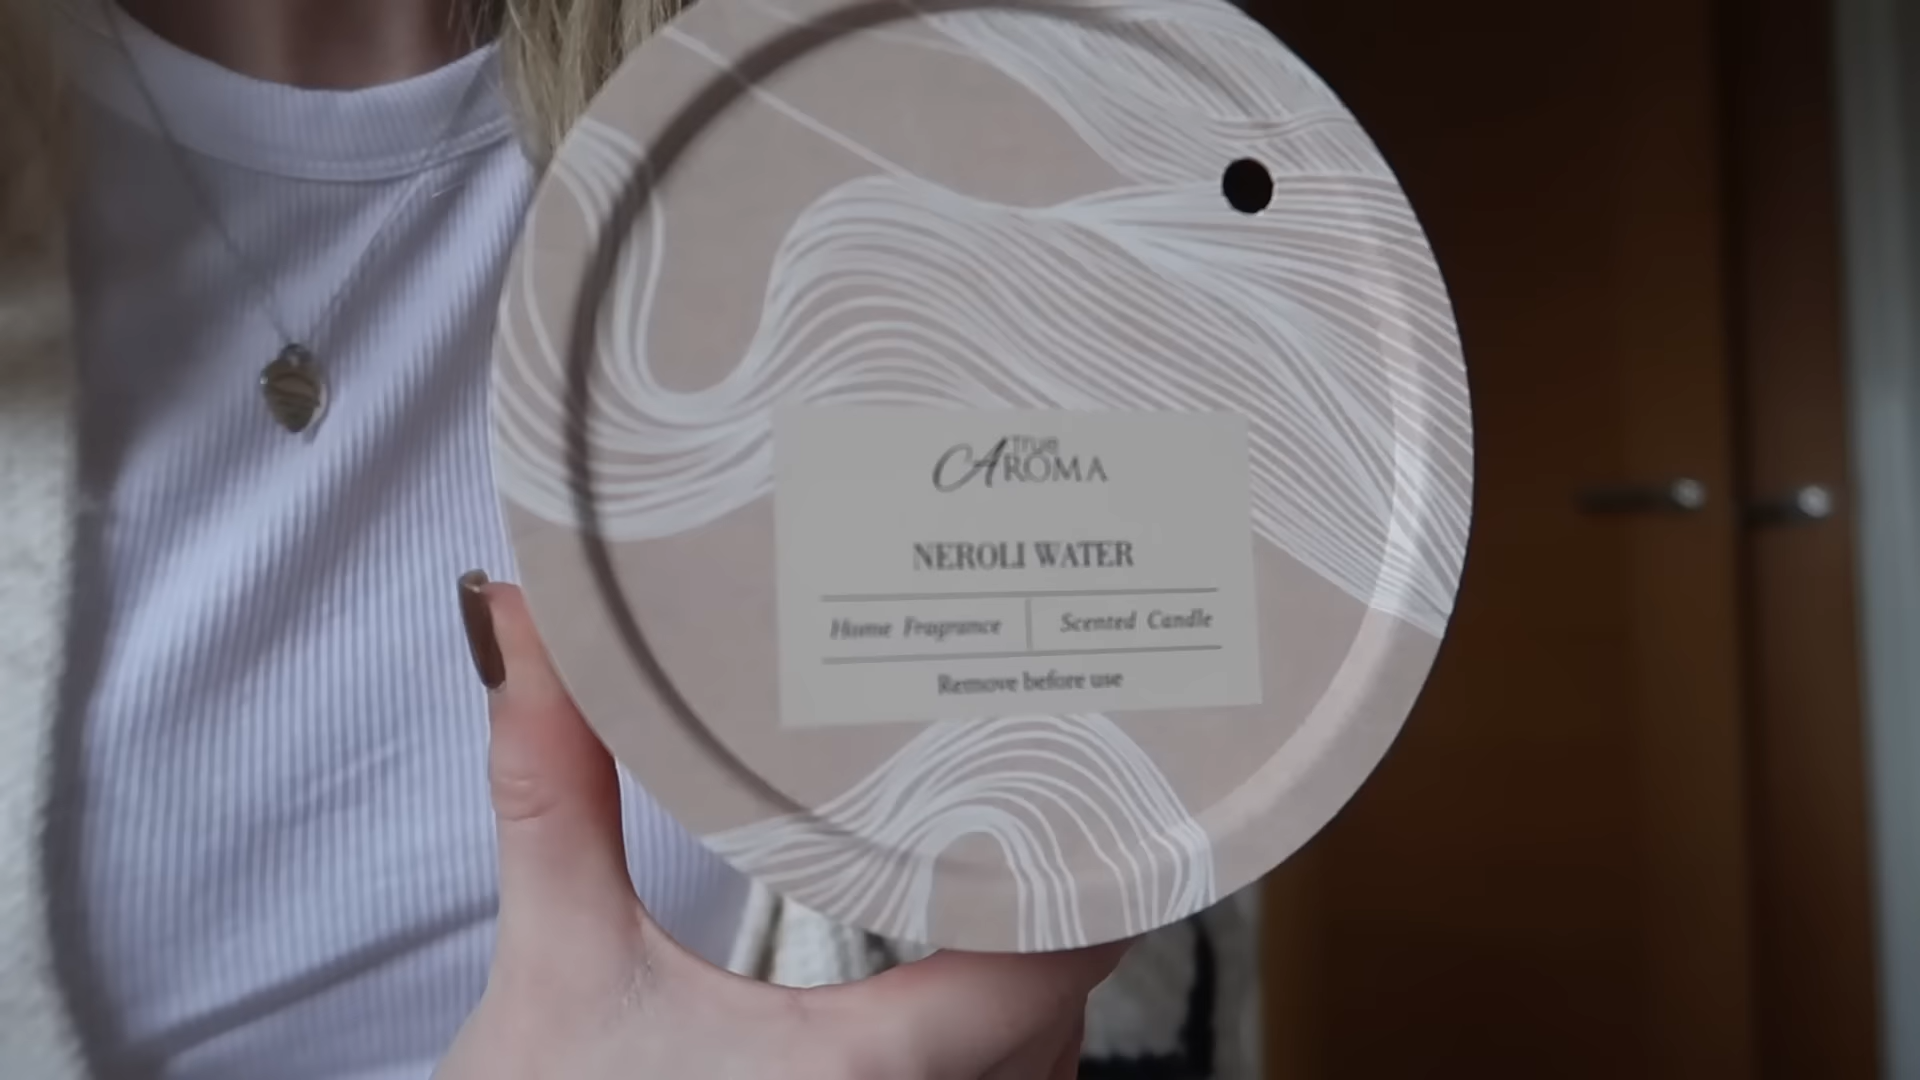 True
AROMA
NEROLI WATER
Home Fragrance
Scented Candle
Remove before use